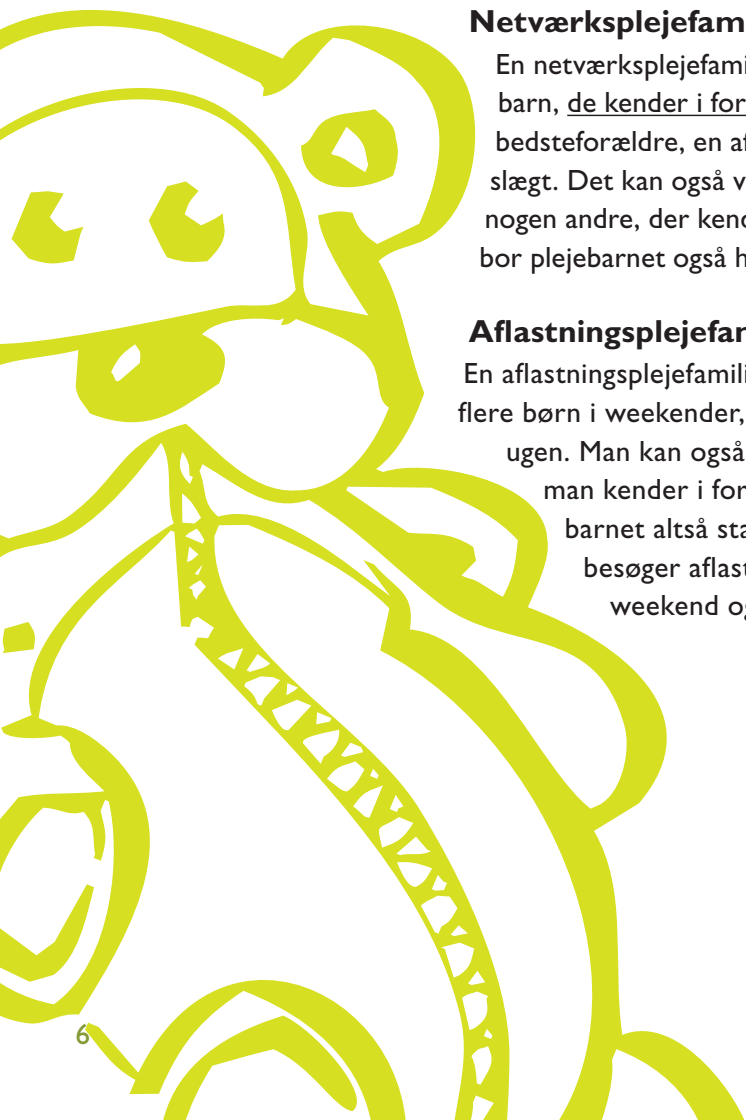 Netværksplejefam
En netværksplejefami
barn, de kender i for
bedsteforældre, en af
slægt. Det kan også v
nogen andre, der kend
bor plejebarnet også h
Aflastningsplejefan
En aflastningsplejefamili
flere børn i weekender,
ugen. Man kan også
man kender i for
barnet altså sta
besøger aflast
weekend og
6